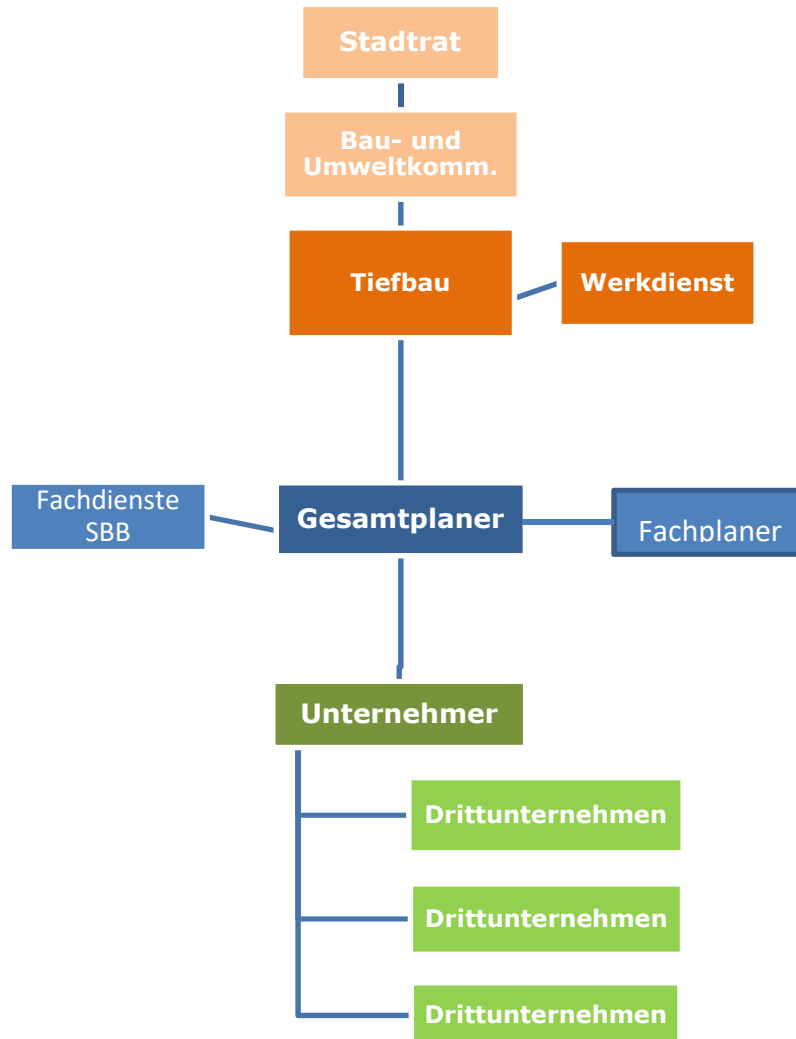 Stadtrat
Bau- und
Umweltkomm.
Tiefbau
Werkdienst
Fachdienste
SBB
Gesamtplaner
Fachplaner
Unternehmer
Drittunternehmen
Drittunternehmen
Drittunternehmen